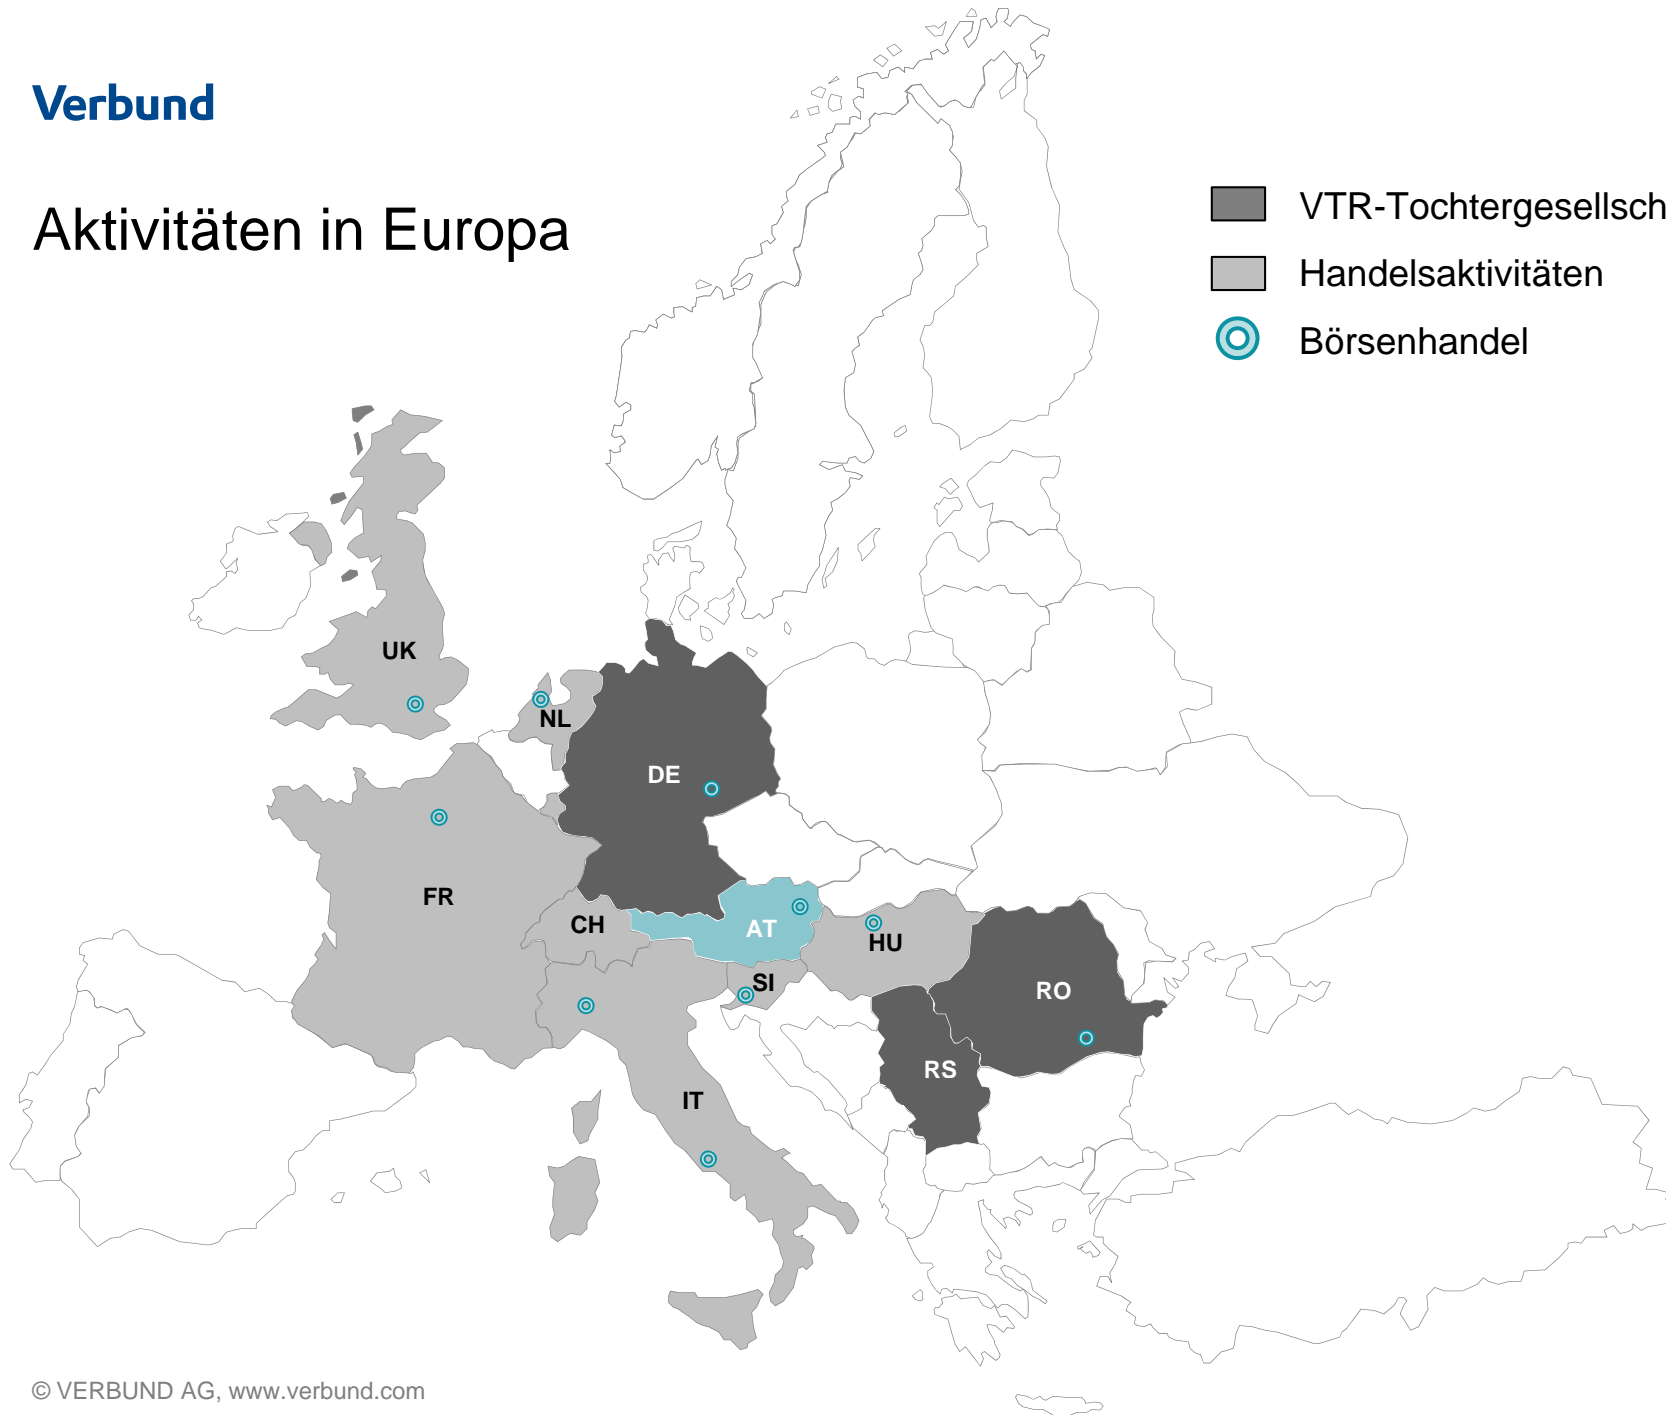 Verbund
Aktivitäten in Europa
VTR-Tochtergesellsch
Handelsaktivitäten
Börsenhandel
UK
NL
DE
FR
CH
AT
HU
SI
RO
RS
IT
© VERBUND AG, www.verbund.com